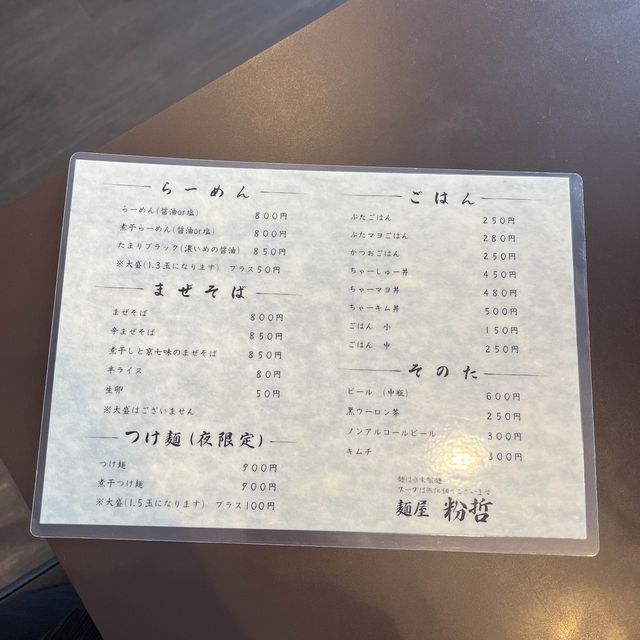 らーめん
らーめん(醤油or塩) 800円
煮干らーめん(醤油or塩) 800円
たまりブラック(濃いめの醤油) 850円
※大盛(1.3玉になります) プラス50円
まぜそば
まぜそば 800円
辛まぜそば 850円
煮干しと京七味のまぜそば 850円
半ライス 80円
生卵 50円
※大盛はございません
つけ麺(夜限定)
つけ麺 900円
煮干つけ麺 900円
※大盛(1.5玉になります) プラス100円
ごはん
ぶたごはん 250円
ぶたマヨごはん 280円
かつおごはん 250円
ちゃーしゅー丼 450円
ちゃーマヨ丼 480円
ちゃーキム丼 500円
ごはん 小 150円
ごはん 中 250円
そのた
ビール (中瓶) 600円
黒ウーロン茶 250円
ノンアルコールビール 300円
キムチ 300円
麺は自家製麺
スープは無化調でございます
麺屋 粉哲